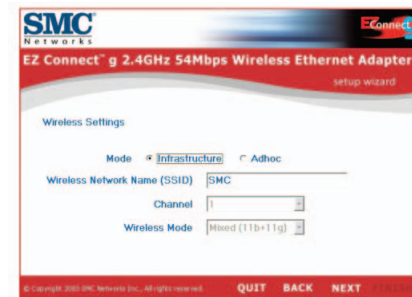 SMC
Networks
EZConnect
EZ Connect™ g 2.4GHz 54Mbps Wireless Ethernet Adapter
setup wizard
Wireless Settings
Mode Infrastructure Adhoc
Wireless Network Name (SSID) SMC
Channel 1
Wireless Mode Mixed (11b+11g)
© Copyright 2003 SMC Networks Inc., All rights reserved. QUIT BACK NEXT FINISH